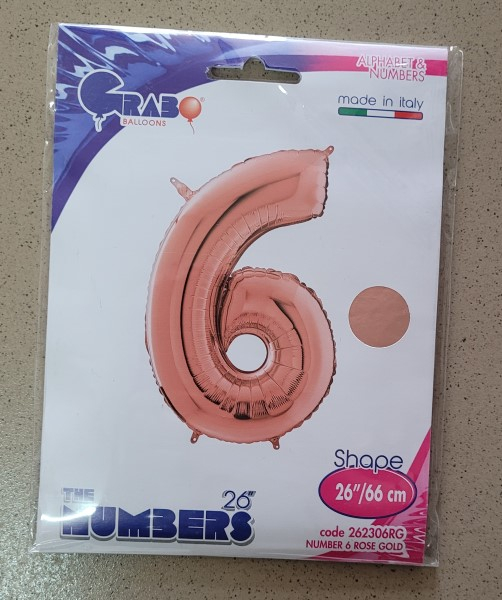 GRABO®
BALLOONS
ALPHABET &
NUMBERS
made in italy
6
Shape
26"/66 cm
THE
NUMBERS
26"
code 262306RG
NUMBER 6 ROSE GOLD